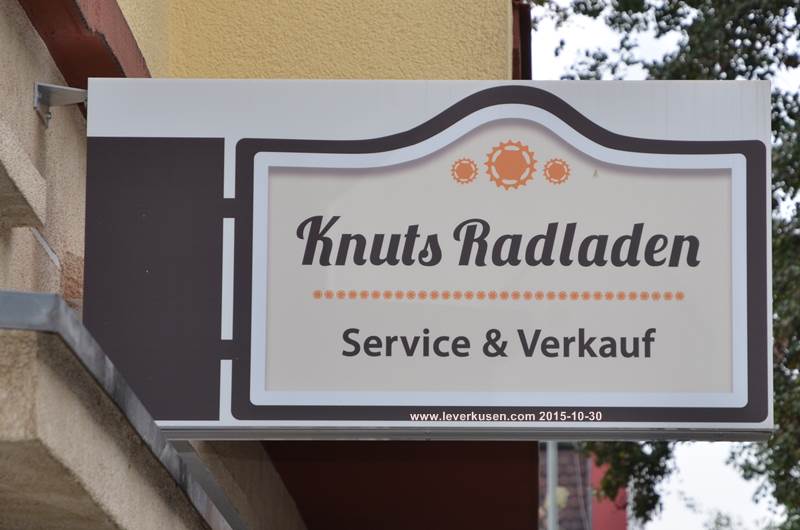 Knuts Radladen
Service & Verkauf
www.leverkusen.com 2015-10-30